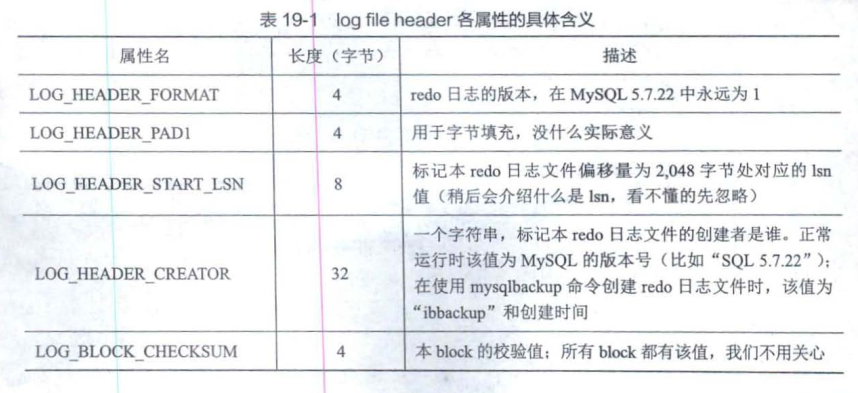 表 19-1 log file header 各属性的具体含义
属性名 长度（字节） 描述
LOG_HEADER_FORMAT 4 redo 日志的版本，在 MySQL 5.7.22 中永远为 1
LOG_HEADER_PAD1 4 用于字节填充，没什么实际意义
LOG_HEADER_START_LSN 8 标记本 redo 日志文件偏移量为 2,048 字节处对应的 lsn
值（稍后会介绍什么是 lsn，看不懂的先忽略）
一个字符串，标记本 redo 日志文件的创建者是谁。正常
运行时该值为 MySQL 的版本号（比如“SQL 5.7.22”）；
LOG_HEADER_CREATOR 32
在使用 mysqlbackup 命令创建 redo 日志文件时，该值为
“ibbackup”和创建时间
LOG_BLOCK_CHECKSUM 4 本 block 的校验值；所有 block 都有该值，我们不用关心